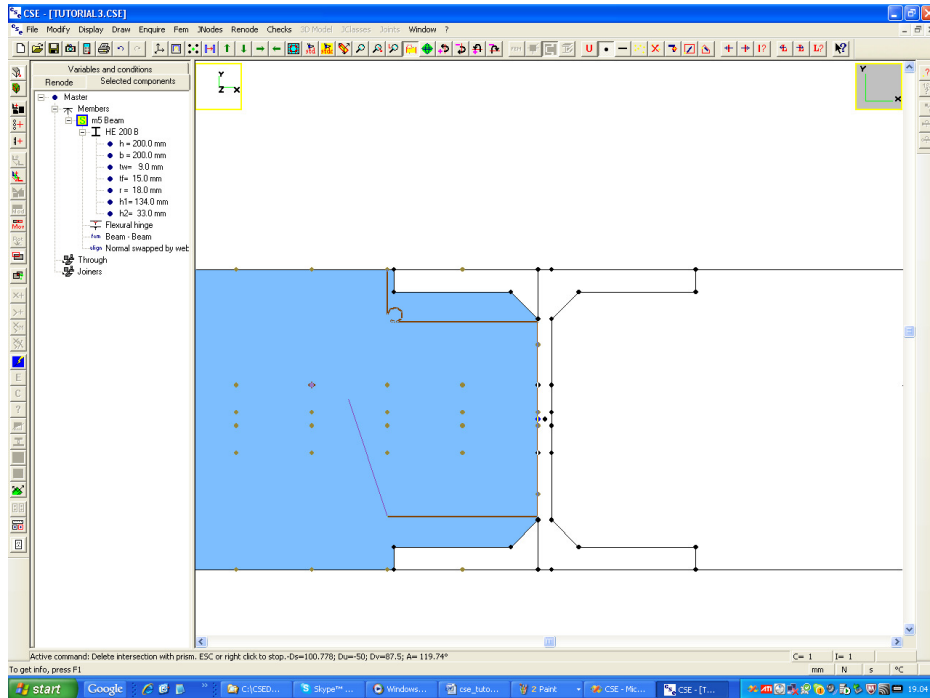 CSE - [TUTORIAL3.CSE]
File Modify Display Draw Enquire Fem JNodes Renode Checks 3D Model JClasses Joints Window ?
Variables and conditions
Renode Selected components
Master
Members
m5 Beam
HE 200 B
h = 200.0 mm
b = 200.0 mm
tw= 9.0 mm
tf= 15.0 mm
r = 18.0 mm
h1= 134.0 mm
h2= 33.0 mm
Flexural hinge
Beam - Beam
align Normal swapped by web
Through
Joiners
Y
Z X
Y
X
Active command: Delete intersection with prism. ESC or right click to stop.-Ds=100.778; Du=-50; Dv=87.5; A= 119.74°
C= 1 I= 1
To get info, press F1
mm N s °C
start Google C:\CSED... Skype™ ... Windows... cse_tuto... 2 Paint CSE - Mic... CSE - [T... 19.04